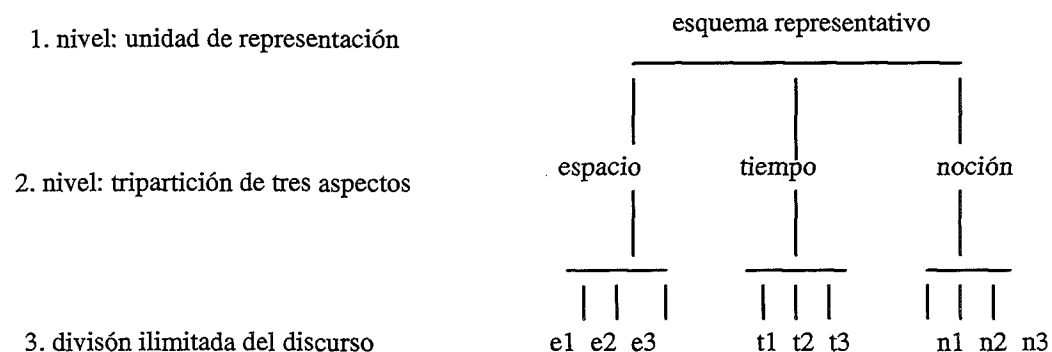 esquema representativo
1. nivel: unidad de representación
espacio tiempo noción
2. nivel: tripartición de tres aspectos
3. divisón ilimitada del discurso e1 e2 e3 t1 t2 t3 n1 n2 n3